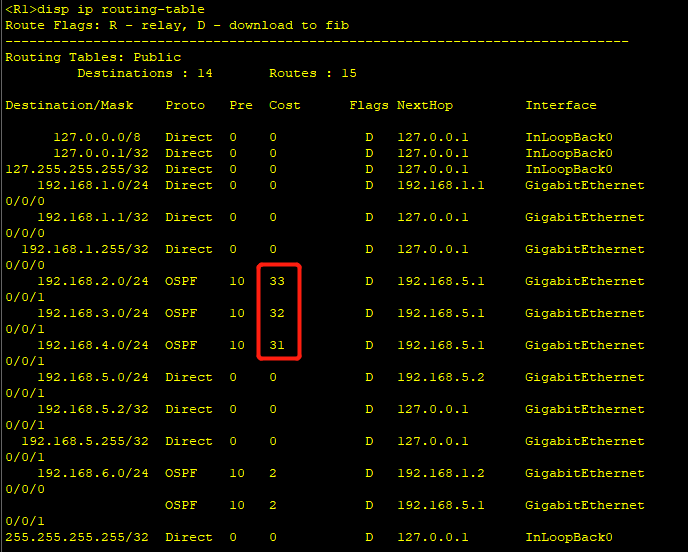 <R1>disp ip routing-table
Route Flags: R - relay, D - download to fib
------------------------------------------------------------------------------
Routing Tables: Public
         Destinations : 14       Routes : 15

Destination/Mask    Proto   Pre  Cost      Flags NextHop         Interface

      127.0.0.0/8   Direct  0    0           D   127.0.0.1       InLoopBack0
      127.0.0.1/32  Direct  0    0           D   127.0.0.1       InLoopBack0
127.255.255.255/32  Direct  0    0           D   127.0.0.1       InLoopBack0
    192.168.1.0/24  Direct  0    0           D   192.168.1.1     GigabitEthernet
0/0/0
    192.168.1.1/32  Direct  0    0           D   127.0.0.1       GigabitEthernet
0/0/0
  192.168.1.255/32  Direct  0    0           D   127.0.0.1       GigabitEthernet
0/0/0
    192.168.2.0/24  OSPF    10   33          D   192.168.5.1     GigabitEthernet
0/0/1
    192.168.3.0/24  OSPF    10   32          D   192.168.5.1     GigabitEthernet
0/0/1
    192.168.4.0/24  OSPF    10   31          D   192.168.5.1     GigabitEthernet
0/0/1
    192.168.5.0/24  Direct  0    0           D   192.168.5.2     GigabitEthernet
0/0/1
    192.168.5.2/32  Direct  0    0           D   127.0.0.1       GigabitEthernet
0/0/1
  192.168.5.255/32  Direct  0    0           D   127.0.0.1       GigabitEthernet
0/0/1
    192.168.6.0/24  OSPF    10   2           D   192.168.1.2     GigabitEthernet
0/0/0
                    OSPF    10   2           D   192.168.5.1     GigabitEthernet
0/0/1
255.255.255.255/32  Direct  0    0           D   127.0.0.1       InLoopBack0